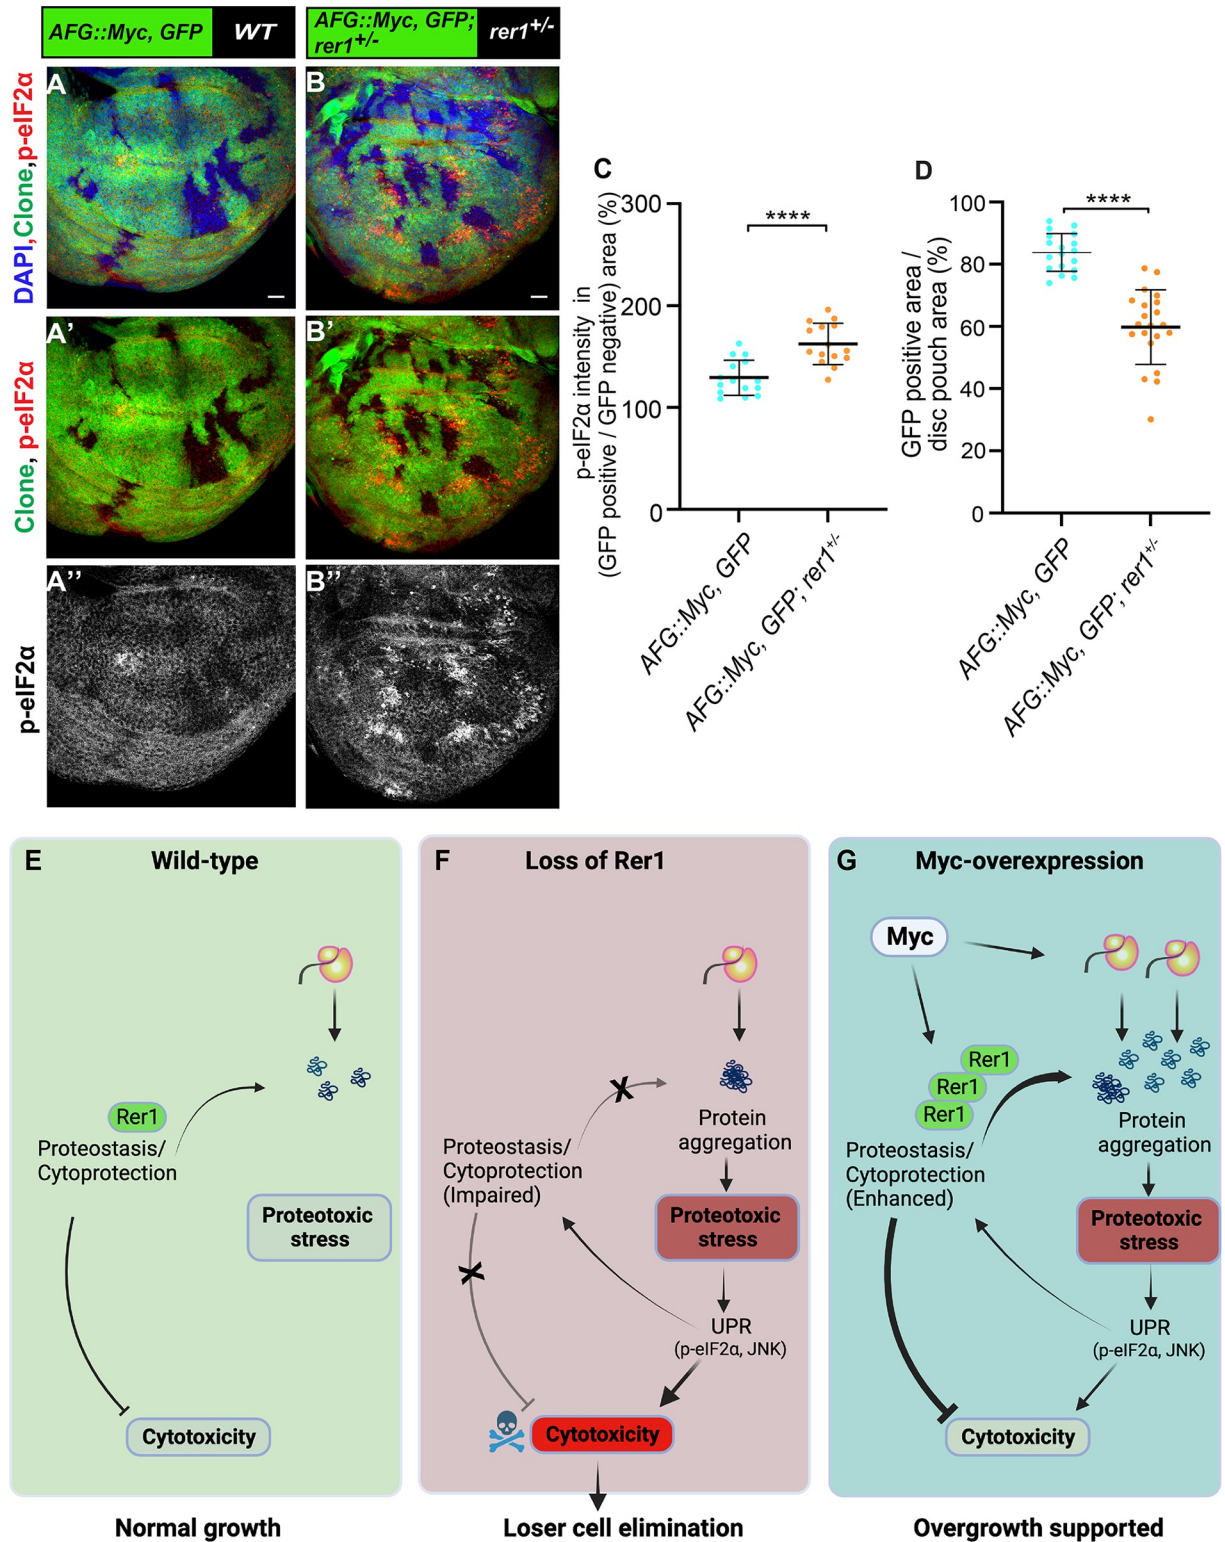 AFG::Myc, GFP WT
AFG::Myc, GFP;
rer1+/- rer1+/-
A
B
DAPI,Clone,p-eIF2α
A’
B’
Clone, p-eIF2α
A’’
B’’
p-eIF2α
C
p-eIF2α intensity in
(GFP positive / GFP negative) area (%)
300
200
100
0
****
AFG::Myc, GFP
AFG::Myc, GFP; rer1+/-
D
GFP positive area /
disc pouch area (%)
100
80
60
40
20
0
****
AFG::Myc, GFP
AFG::Myc, GFP; rer1+/-
E Wild-type
Rer1
Proteostasis/
Cytoprotection
Proteotoxic
stress
Cytotoxicity
Normal growth
F Loss of Rer1
X
Protein
aggregation
Proteostasis/
Cytoprotection
(Impaired)
Proteotoxic
stress
X
UPR
(p-eIF2α, JNK)
Cytotoxicity
Loser cell elimination
G Myc-overexpression
Myc
Rer1
Rer1
Rer1
Protein
aggregation
Proteostasis/
Cytoprotection
(Enhanced)
Proteotoxic
stress
UPR
(p-eIF2α, JNK)
Cytotoxicity
Overgrowth supported